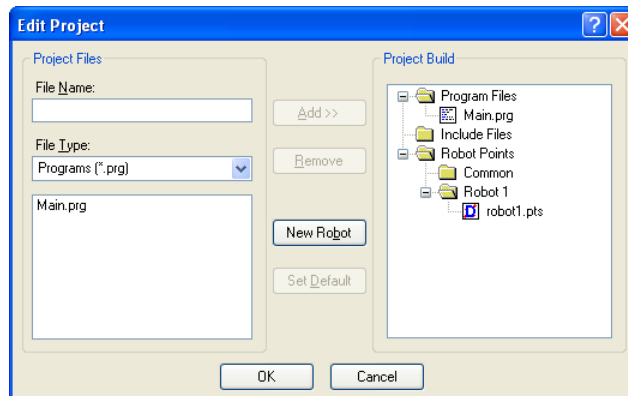 Edit Project
Project Files
File Name:
File Type:
Programs (*.prg)
Main.prg
Add >>
Remove
New Robot
Set Default
Project Build
Program Files
Main.prg
Include Files
Robot Points
Common
Robot 1
robot1.pts
OK
Cancel